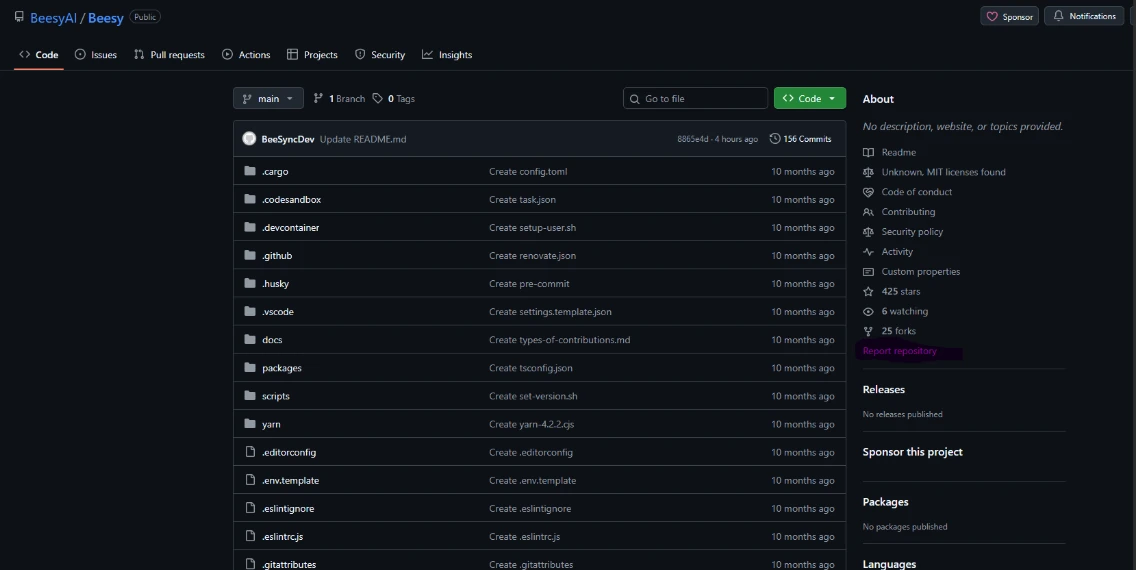 BeesyAI / Beesy Public
Sponsor Notifications
Code Issues Pull requests Actions Projects Security Insights
main 1 Branch 0 Tags Go to file Code
BeeSyncDev Update README.md 8865e4d · 4 hours ago 156 Commits
.cargo Create config.toml 10 months ago
.codesandbox Create task.json 10 months ago
.devcontainer Create setup-user.sh 10 months ago
.github Create renovate.json 10 months ago
.husky Create pre-commit 10 months ago
.vscode Create settings.template.json 10 months ago
docs Create types-of-contributions.md 10 months ago
packages Create tsconfig.json 10 months ago
scripts Create set-version.sh 10 months ago
yarn Create yarn-4.2.2.cjs 10 months ago
.editorconfig Create .editorconfig 10 months ago
.env.template Create .env.template 10 months ago
.eslintignore Create .eslintignore 10 months ago
.eslintrc.js Create .eslintrc.js 10 months ago
.gitattributes Create .gitattributes 10 months ago
About
No description, website, or topics provided.
Readme
Unknown, MIT licenses found
Code of conduct
Contributing
Security policy
Activity
Custom properties
425 stars
6 watching
25 forks
Report repository
Releases
No releases published
Sponsor this project
Packages
No packages published
Languages